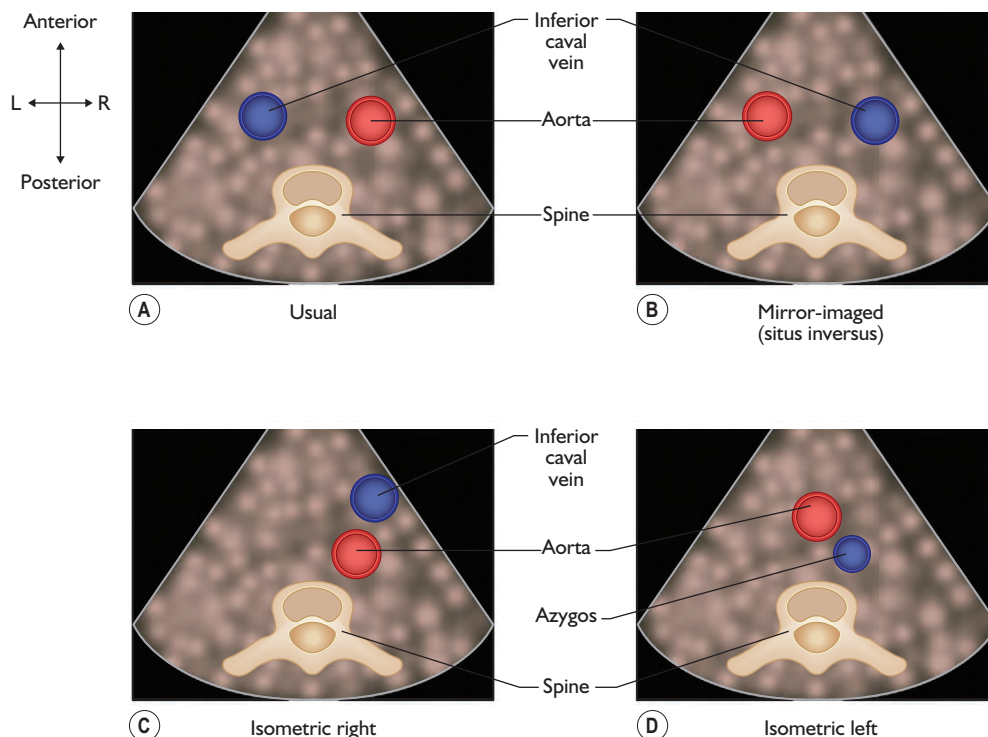 Anterior
L R
Posterior
Inferior
caval
vein
Aorta
Spine
A
Usual
B
Mirror-imaged
(situs inversus)
Inferior
caval
vein
Aorta
Azygos
Spine
C
Isometric right
D
Isometric left